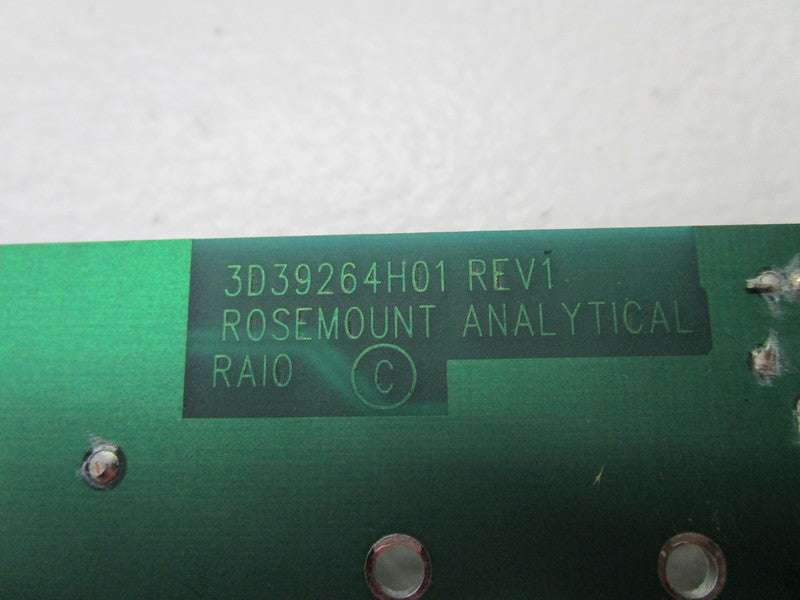 3D39264H01 REV1
ROSEMOUNT ANALYTICAL
RAIO ©